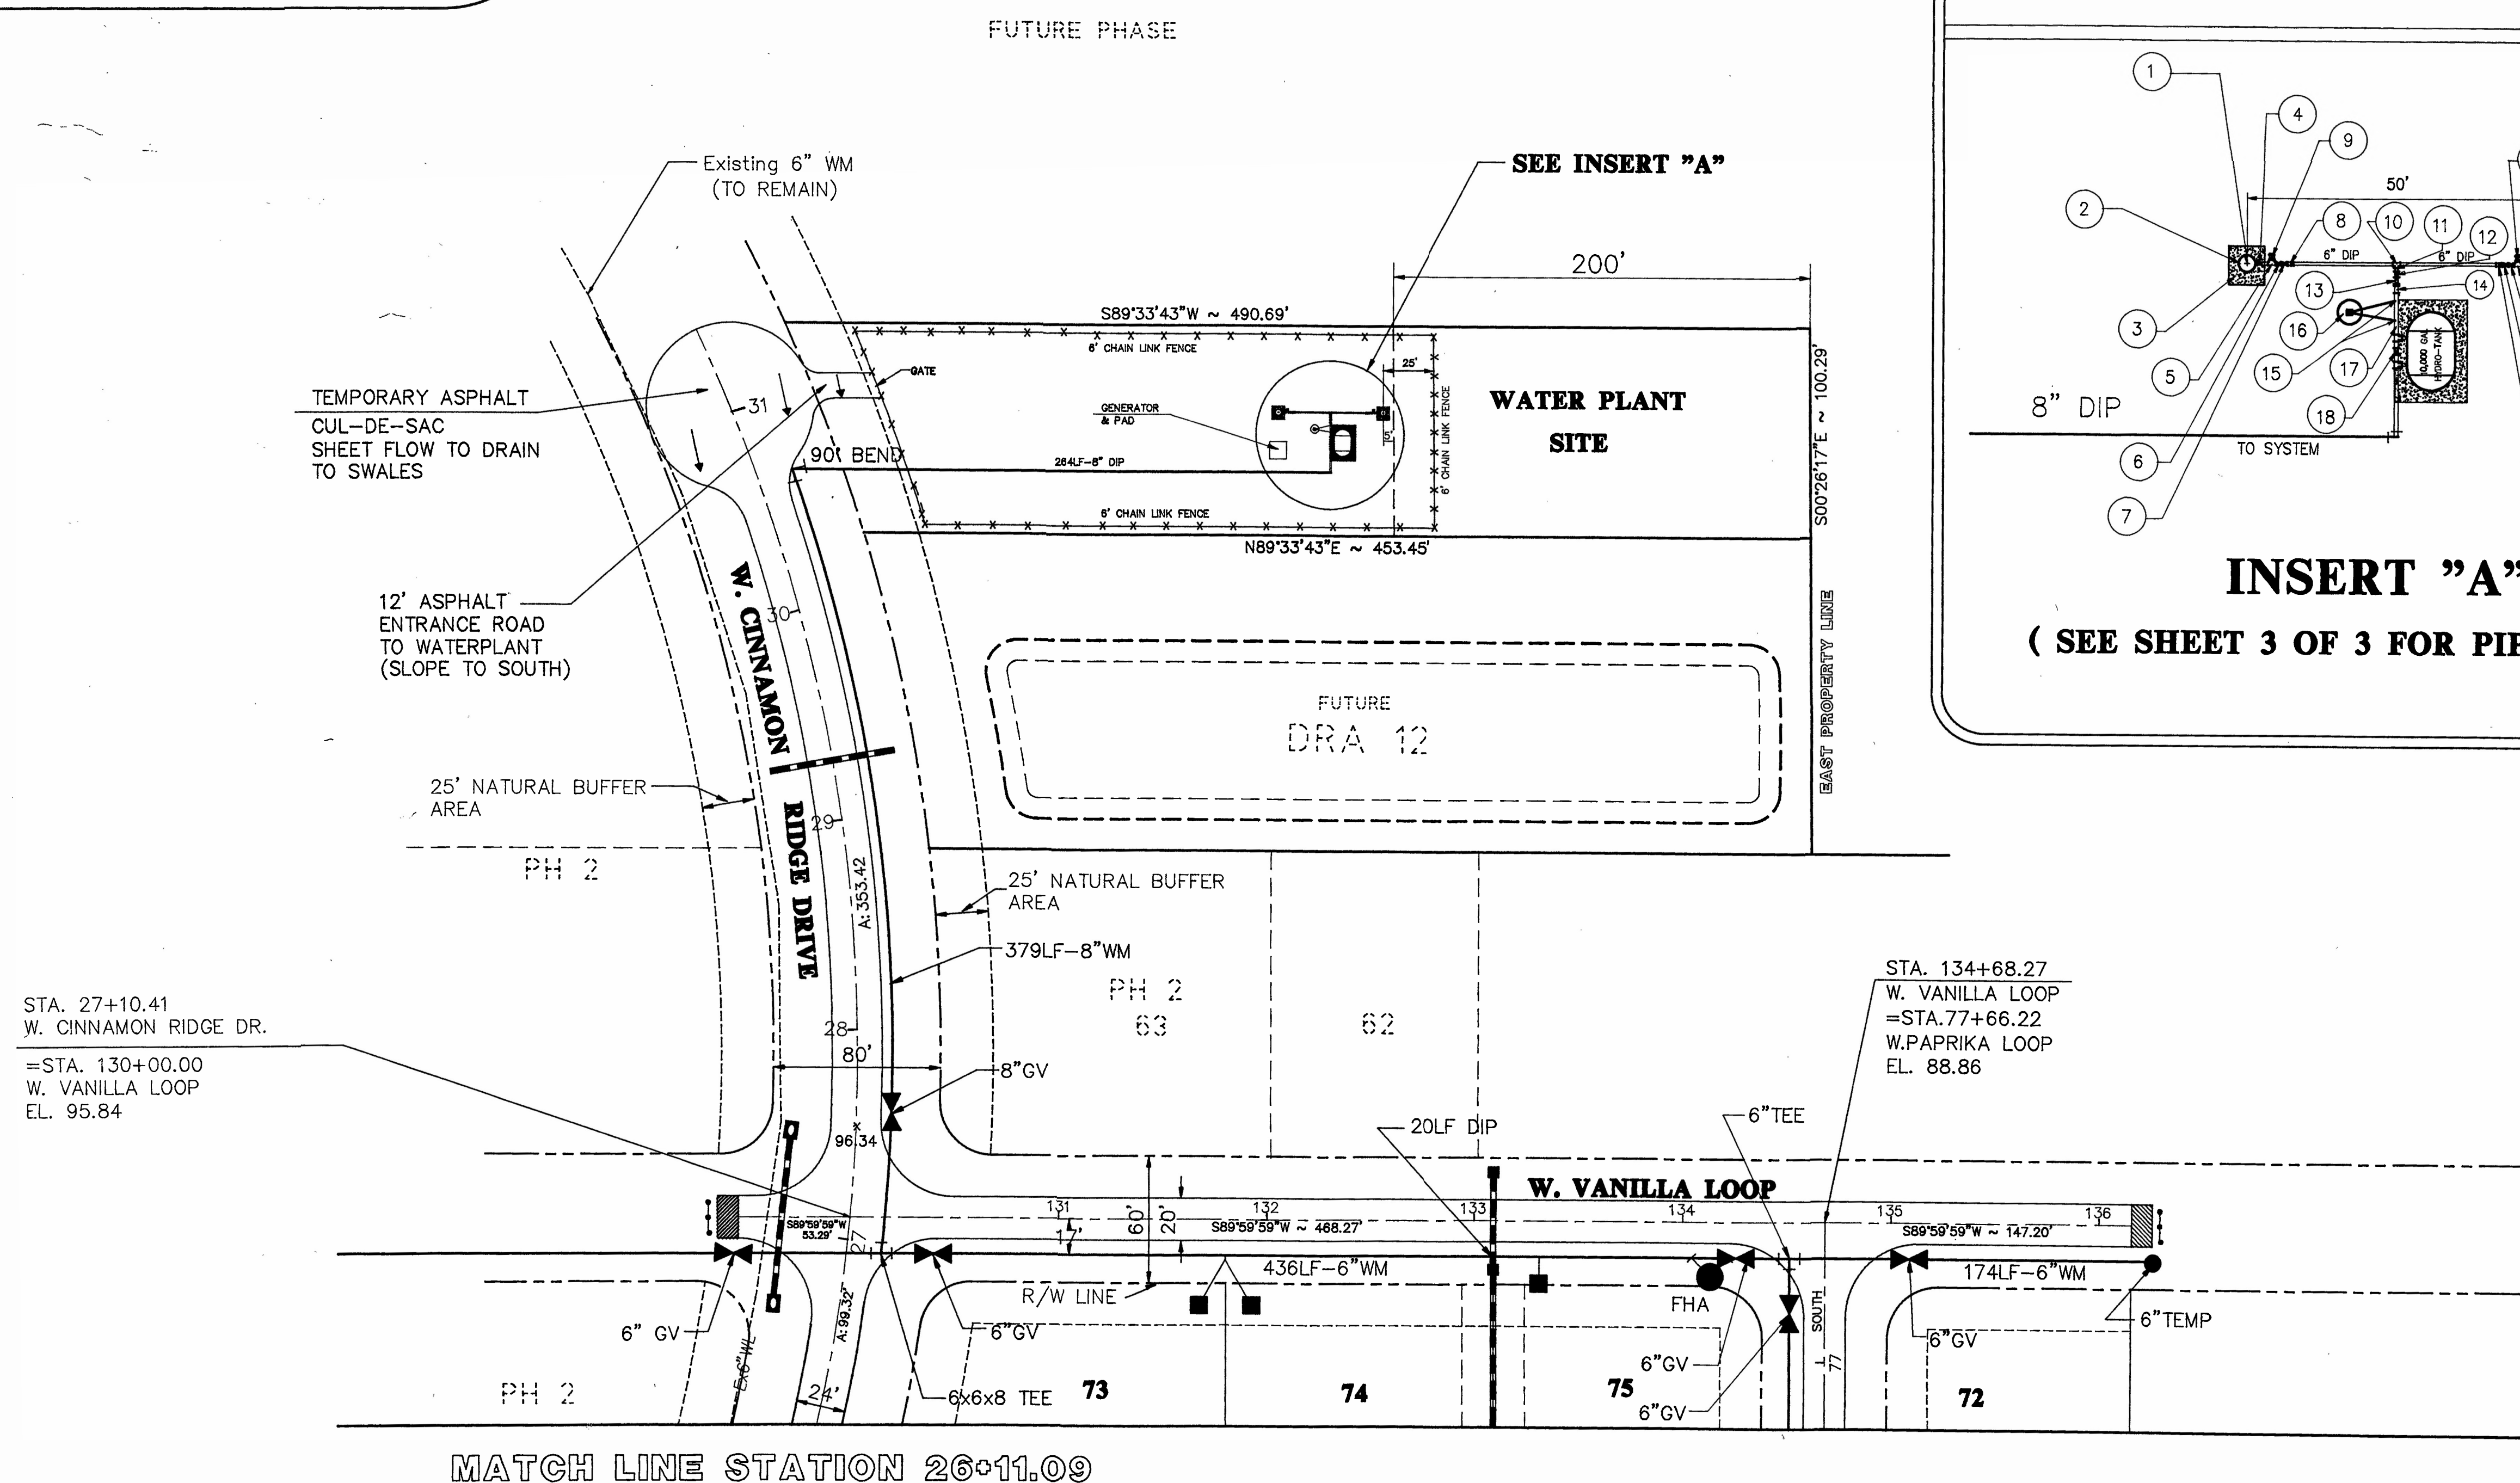 FUTURE PHASE
Existing 6" WM
(TO REMAIN)
SEE INSERT "A"
200'
S89°33'43"W ~ 490.69'
6' CHAIN LINK FENCE
GATE
25'
GENERATOR
& PAD
6' CHAIN LINK FENCE
WATER PLANT
SITE
S00°26'17"E ~ 100.29'
TEMPORARY ASPHALT
CUL-DE-SAC
SHEET FLOW TO DRAIN
TO SWALES
31
90° BEND
264LF-8" DIP
6' CHAIN LINK FENCE
N89°33'43"E ~ 453.45'
12' ASPHALT
ENTRANCE ROAD
TO WATERPLANT
(SLOPE TO SOUTH)
W. CINNAMON
RIDGE DRIVE
30
29
28
FUTURE
DRA 12
EAST PROPERTY LINE
25' NATURAL BUFFER
AREA
PH 2
A: 353.42
25' NATURAL BUFFER
AREA
379LF-8"WM
PH 2
63
62
STA. 27+10.41
W. CINNAMON RIDGE DR.
=STA. 130+00.00
W. VANILLA LOOP
EL. 95.84
80'
8"GV
96.34
STA. 134+68.27
W. VANILLA LOOP
=STA.77+66.22
W.PAPRIKA LOOP
EL. 88.86
20LF DIP
6"TEE
W. VANILLA LOOP
131
132
133
134
135
136
S89°59'59"W
53.29'
27
17'
60'
20'
S89°59'59"W ~ 468.27'
S89°59'59"W ~ 147.20'
436LF-6"WM
174LF-6"WM
R/W LINE
FHA
6" GV
6"GV
Ex6"WL
A: 99.32'
SOUTH
77
6"GV
6"GV
6"GV
6"TEMP
PH 2
24'
6x6x8 TEE
73
74
75
72
MATCH LINE STATION 26+11.09
1
4
9
50'
2
8
10
11
12
6" DIP
6" DIP
13
14
3
16
10,000 GAL
HYDRO-TANK
15
17
5
18
8" DIP
TO SYSTEM
6
7
INSERT "A"
( SEE SHEET 3 OF 3 FOR